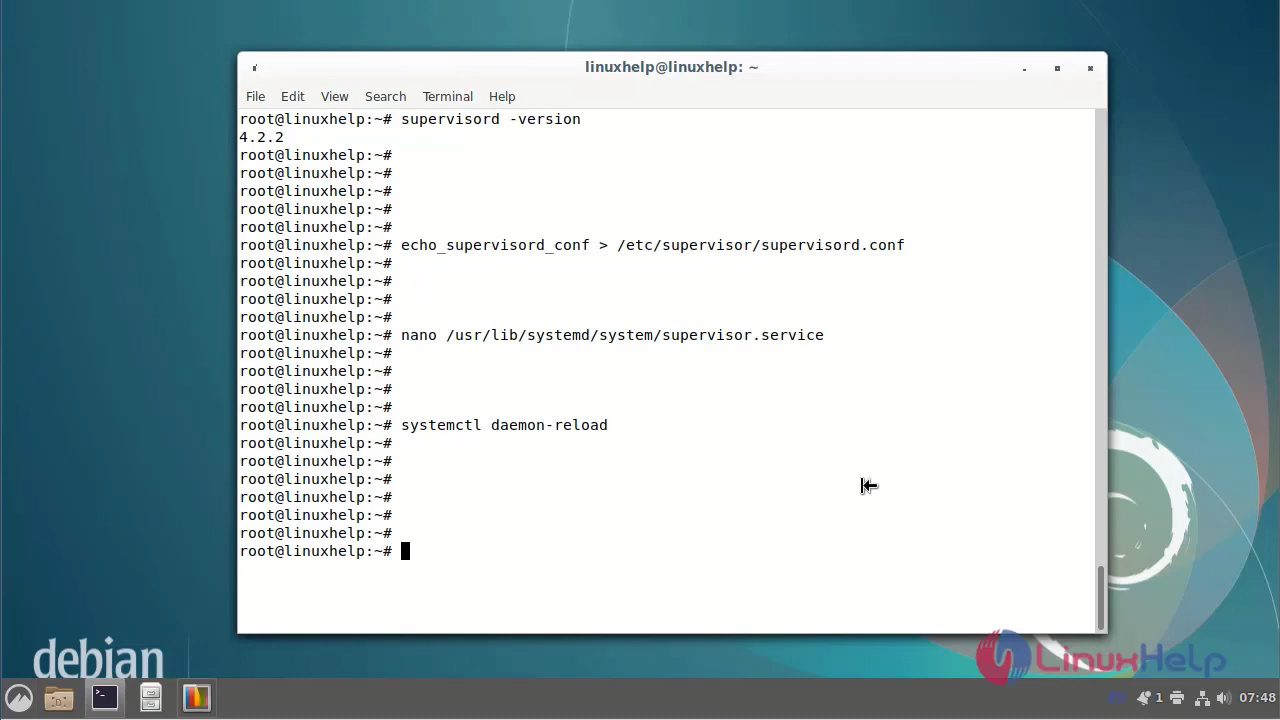 linuxhelp@linuxhelp: ~
File Edit View Search Terminal Help
root@linuxhelp:~# supervisord -version
4.2.2
root@linuxhelp:~#
root@linuxhelp:~#
root@linuxhelp:~#
root@linuxhelp:~#
root@linuxhelp:~#
root@linuxhelp:~# echo_supervisord_conf > /etc/supervisor/supervisord.conf
root@linuxhelp:~#
root@linuxhelp:~#
root@linuxhelp:~#
root@linuxhelp:~#
root@linuxhelp:~# nano /usr/lib/systemd/system/supervisor.service
root@linuxhelp:~#
root@linuxhelp:~#
root@linuxhelp:~#
root@linuxhelp:~#
root@linuxhelp:~# systemctl daemon-reload
root@linuxhelp:~#
root@linuxhelp:~#
root@linuxhelp:~#
root@linuxhelp:~#
root@linuxhelp:~#
root@linuxhelp:~#
root@linuxhelp:~#
debian
LinuxHelp
1 07:48